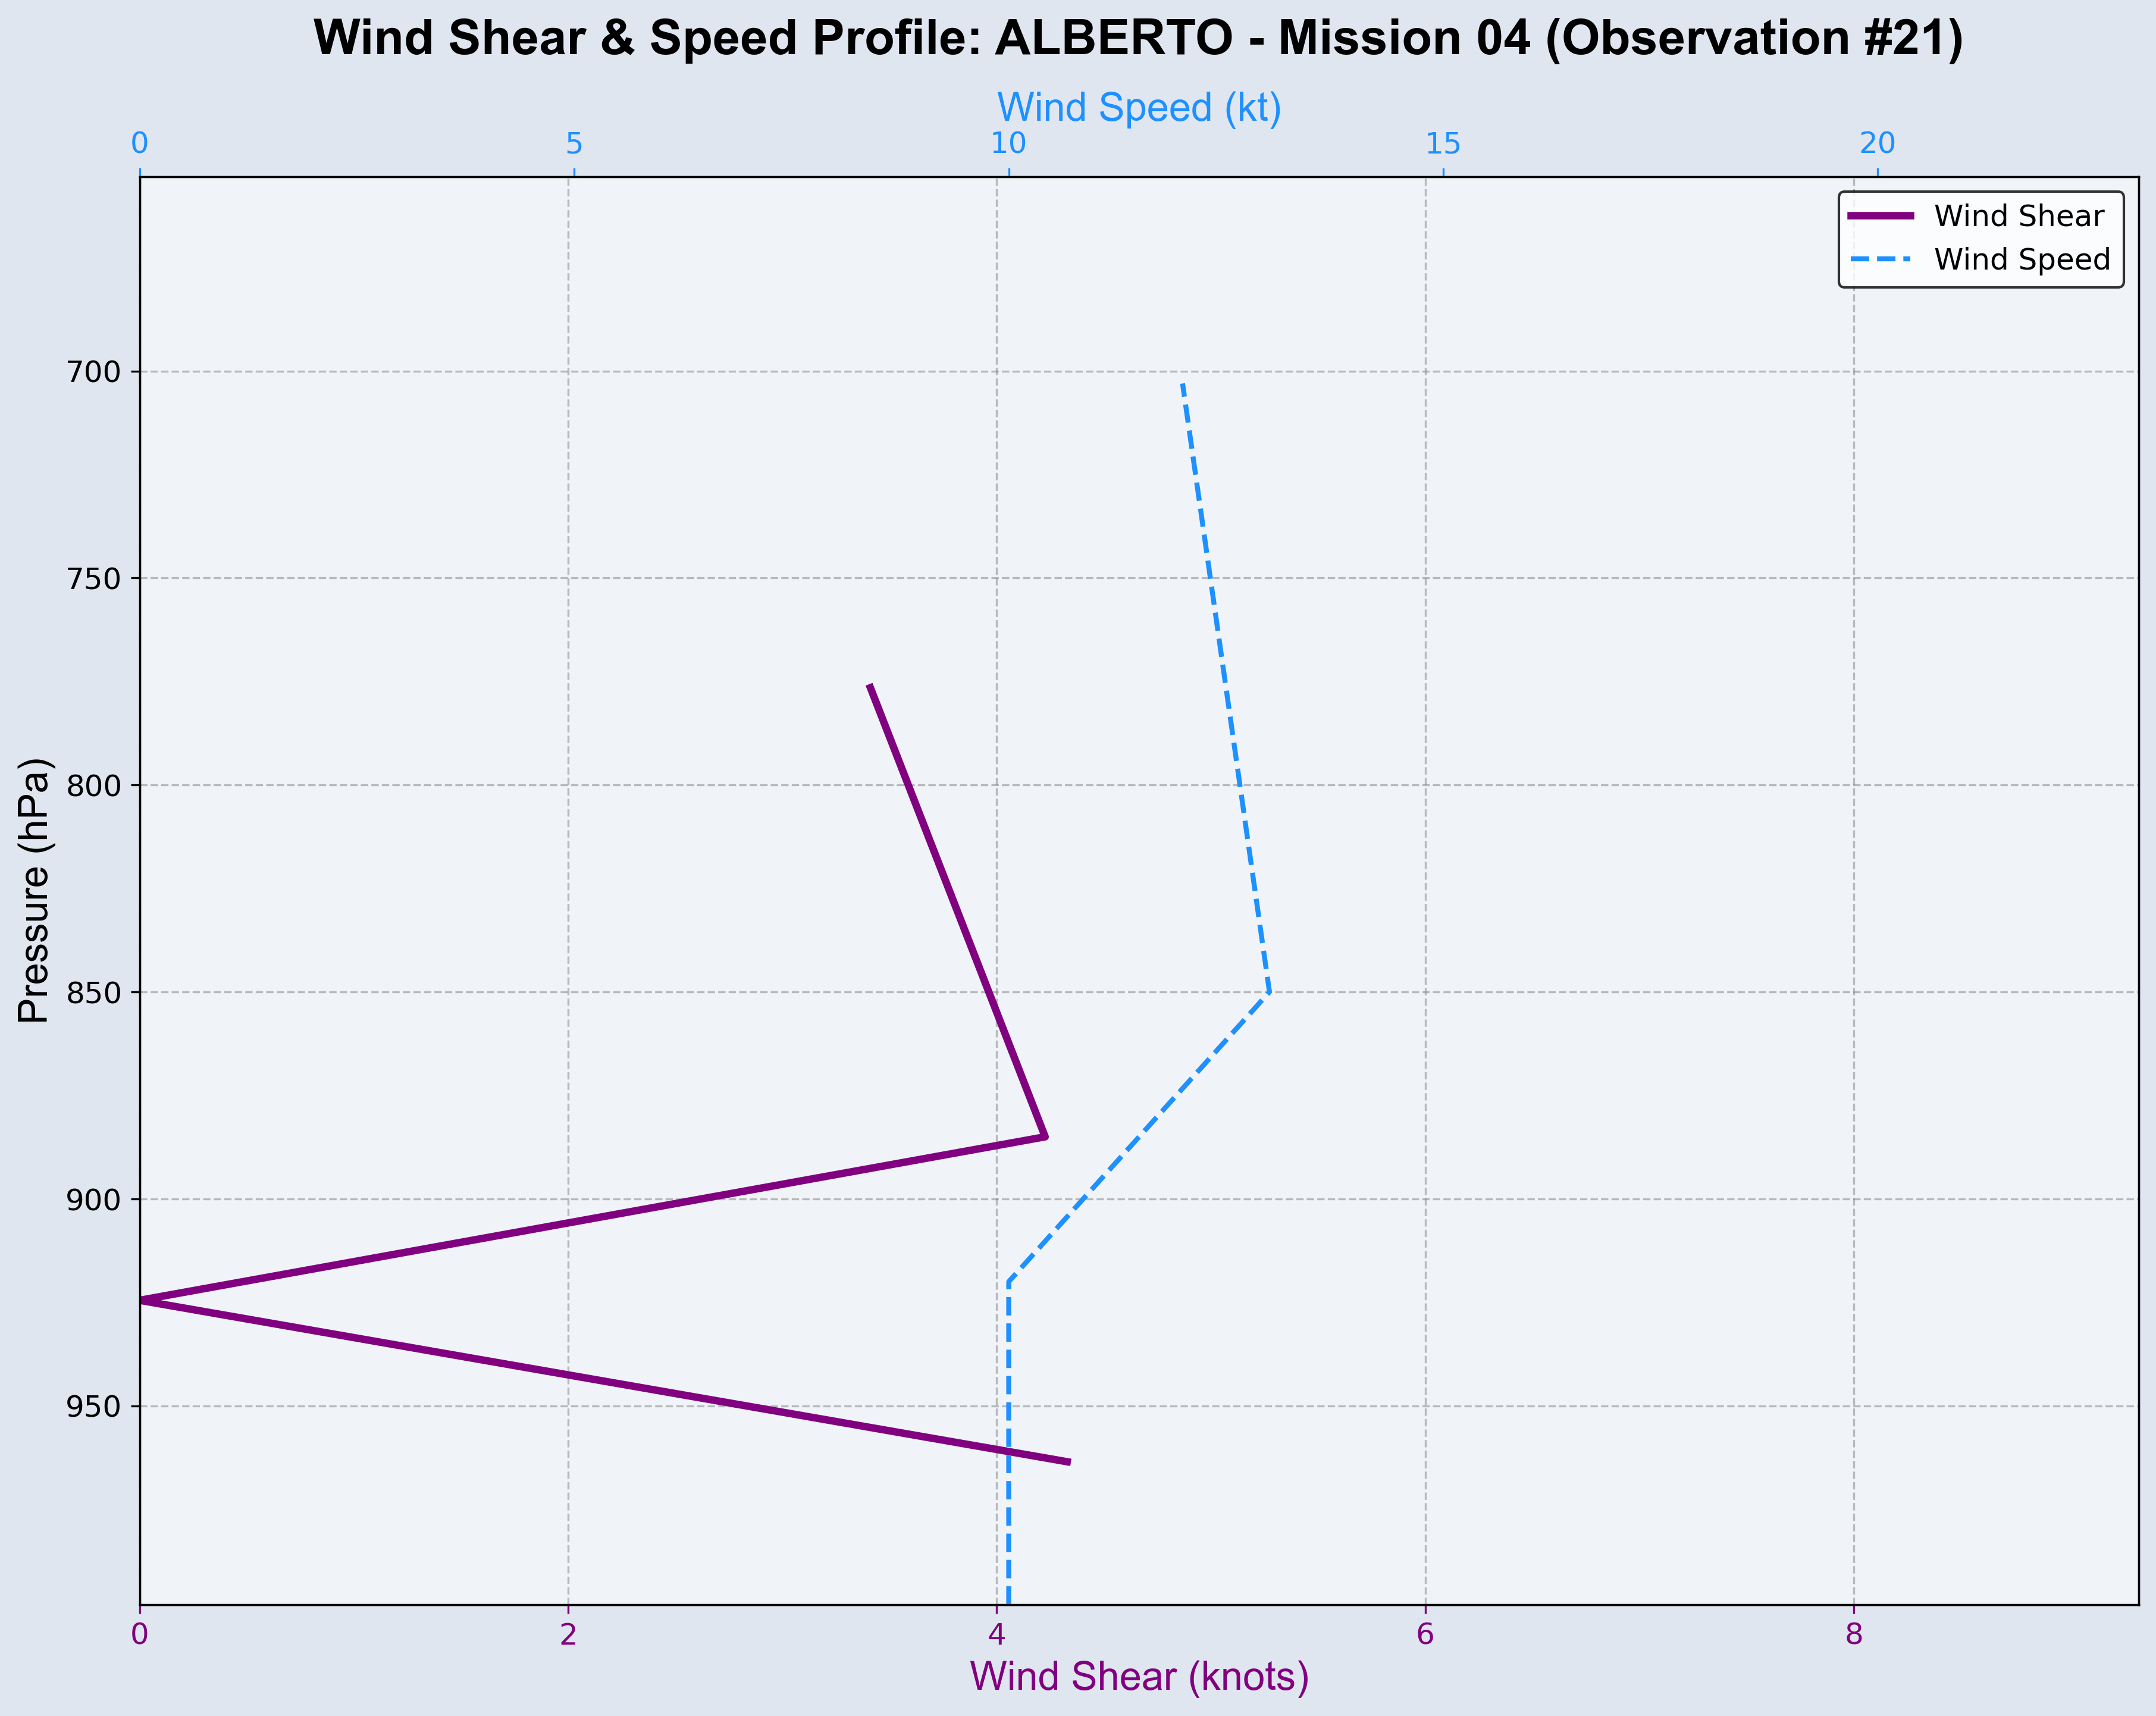 Wind Shear & Speed Profile: ALBERTO - Mission 04 (Observation #21)
Wind Speed (kt)
0 5 10 15 20
Wind Shear
Wind Speed
Pressure (hPa)
700
750
800
850
900
950
0 2 4 6 8
Wind Shear (knots)